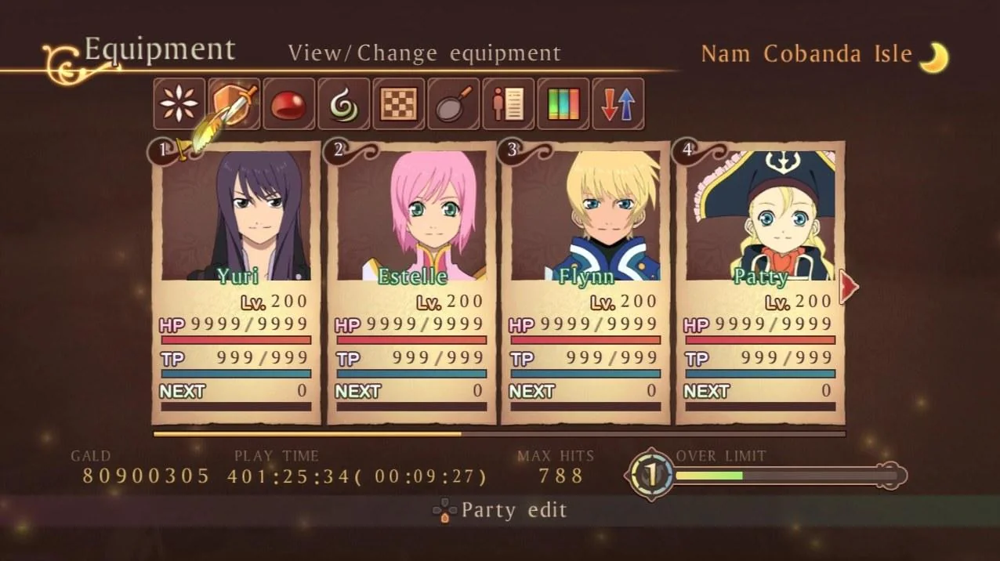 Equipment View/Change equipment Nam Cobanda Isle
1 2 3 4
Yuri Estelle Flynn Patty
Lv. 200 Lv. 200 Lv. 200 Lv. 200
HP 9999/9999 HP 9999/9999 HP 9999/9999 HP 9999/9999
TP 999/999 TP 999/999 TP 999/999 TP 999/999
NEXT 0 NEXT 0 NEXT 0 NEXT 0
GALD PLAY TIME MAX HITS OVER LIMIT
80900305 401:25:34( 00:09:27) 788 1
Party edit